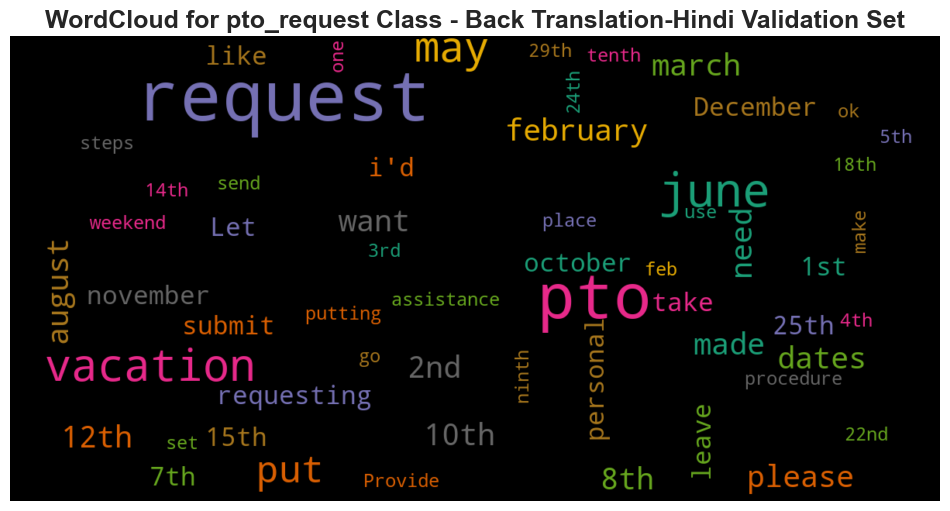 WordCloud for pto_request Class - Back Translation-Hindi Validation Set
like
one
may
29th
tenth
march
request
24th
December
ok
february
5th
steps
i'd
18th
14th
send
june
weekend
Let
want
place
use
need
make
3rd
august
october
feb
1st
november
assistance
pto
take
submit
putting
25th
4th
personal
made
vacation
go
2nd
ninth
dates
procedure
requesting
12th
set
15th
10th
leave
22nd
7th
put
Provide
8th
please